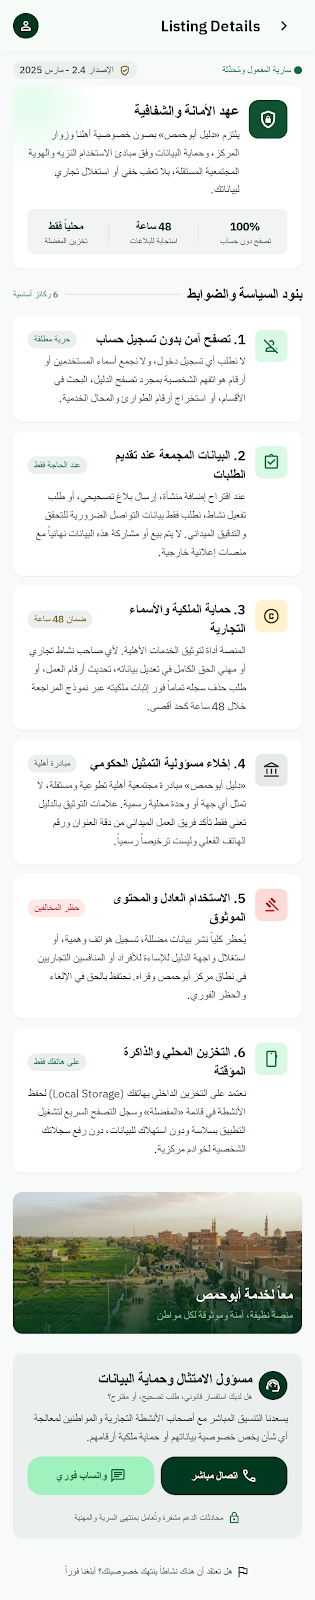 Listing Details
سارية المفعول ومُحدّثة
الإصدار 2.4 - مارس 2025
عهد الأمانة والشفافية
يلتزم «دليل أبوحمص» بصون خصوصية أهلنا وزوار
المركز، وحماية البيانات وفق مبادئ الاستخدام النزيه والهوية
المجتمعية المستقلة، بلا تعقب خفي أو استغلال تجاري
لبياناتك.
100%
تصفح دون حساب
48 ساعة
استجابة للبلاغات
محلياً فقط
تخزين المفضلة
بنود السياسة والضوابط
6 ركائز أساسية
1. تصفح آمن بدون تسجيل حساب
حرية مطلقة
لا نطلب أي تسجيل دخول، ولا نجمع أسماء المستخدمين أو
أرقام هواتفهم الشخصية بمجرد تصفح الدليل، البحث في
الأقسام، أو استخراج أرقام الطوارئ والمحال الخدمية.
2. البيانات المجمعة عند تقديم
الطلبات
عند الحاجة فقط
عند اقتراح إضافة منشأة، إرسال بلاغ تصحيحي، أو طلب
تفعيل نشاط، نطلب فقط بيانات التواصل الضرورية للتحقق
والتدقيق الميداني. لا يتم بيع أو مشاركة هذه البيانات نهائياً مع
منصات إعلانية خارجية.
3. حماية الملكية والأسماء
التجارية
ضمان 48 ساعة
المنصة أداة لتوثيق الخدمات الأهلية. لأي صاحب نشاط تجاري
أو مهني الحق الكامل في تعديل بياناته، تحديث أرقام العمل، أو
طلب حذف سجله تماماً فور إثبات ملكيته عبر نموذج المراجعة
خلال 48 ساعة كحد أقصى.
4. إخلاء مسؤولية التمثيل الحكومي
مبادرة أهلية
«دليل أبوحمص» مبادرة مجتمعية أهلية تطوعية ومستقلة، لا
تمثل أي جهة أو وحدة محلية رسمية. علامات التوثيق بالدليل
تعني فقط تأكد فريق العمل الميداني من دقة العنوان ورقم
الهاتف الفعلي وليست ترخيصاً رسمياً.
5. الاستخدام العادل والمحتوى
الموثوق
حظر المخالفين
يُحظر كلياً نشر بيانات مضللة، تسجيل هواتف وهمية، أو
استغلال واجهة الدليل للإساءة للأفراد أو المنافسين التجاريين
في نطاق مركز أبوحمص وقراه. نحتفظ بالحق في الإلغاء
والحظر الفوري.
6. التخزين المحلي والذاكرة
المؤقتة
على هاتفك فقط
نعتمد على التخزين الداخلي بهاتفك (Local Storage) لحفظ
الأنشطة في قائمة «المفضلة» وسجل التصفح السريع لتشغيل
التطبيق بسلاسة ودون استهلاك للبيانات، دون رفع سجلاتك
الشخصية لخوادم مركزية.
معاً لخدمة أبوحمص
منصة نظيفة، آمنة وموثوقة لكل مواطن
مسؤول الامتثال وحماية البيانات
هل لديك استفسار قانوني، طلب تصحيح، أو مقترح؟
يسعدنا التنسيق المباشر مع أصحاب الأنشطة التجارية والمواطنين لمعالجة
أي شأن يخص خصوصية بياناتهم أو حماية ملكية أرقامهم.
اتصال مباشر
واتساب فوري
محادثات الدعم مشفرة وتُعامل بمنتهى السرية والمهنية
هل تعتقد أن هناك نشاطاً ينتهك خصوصيتك؟ أبلغنا فوراً